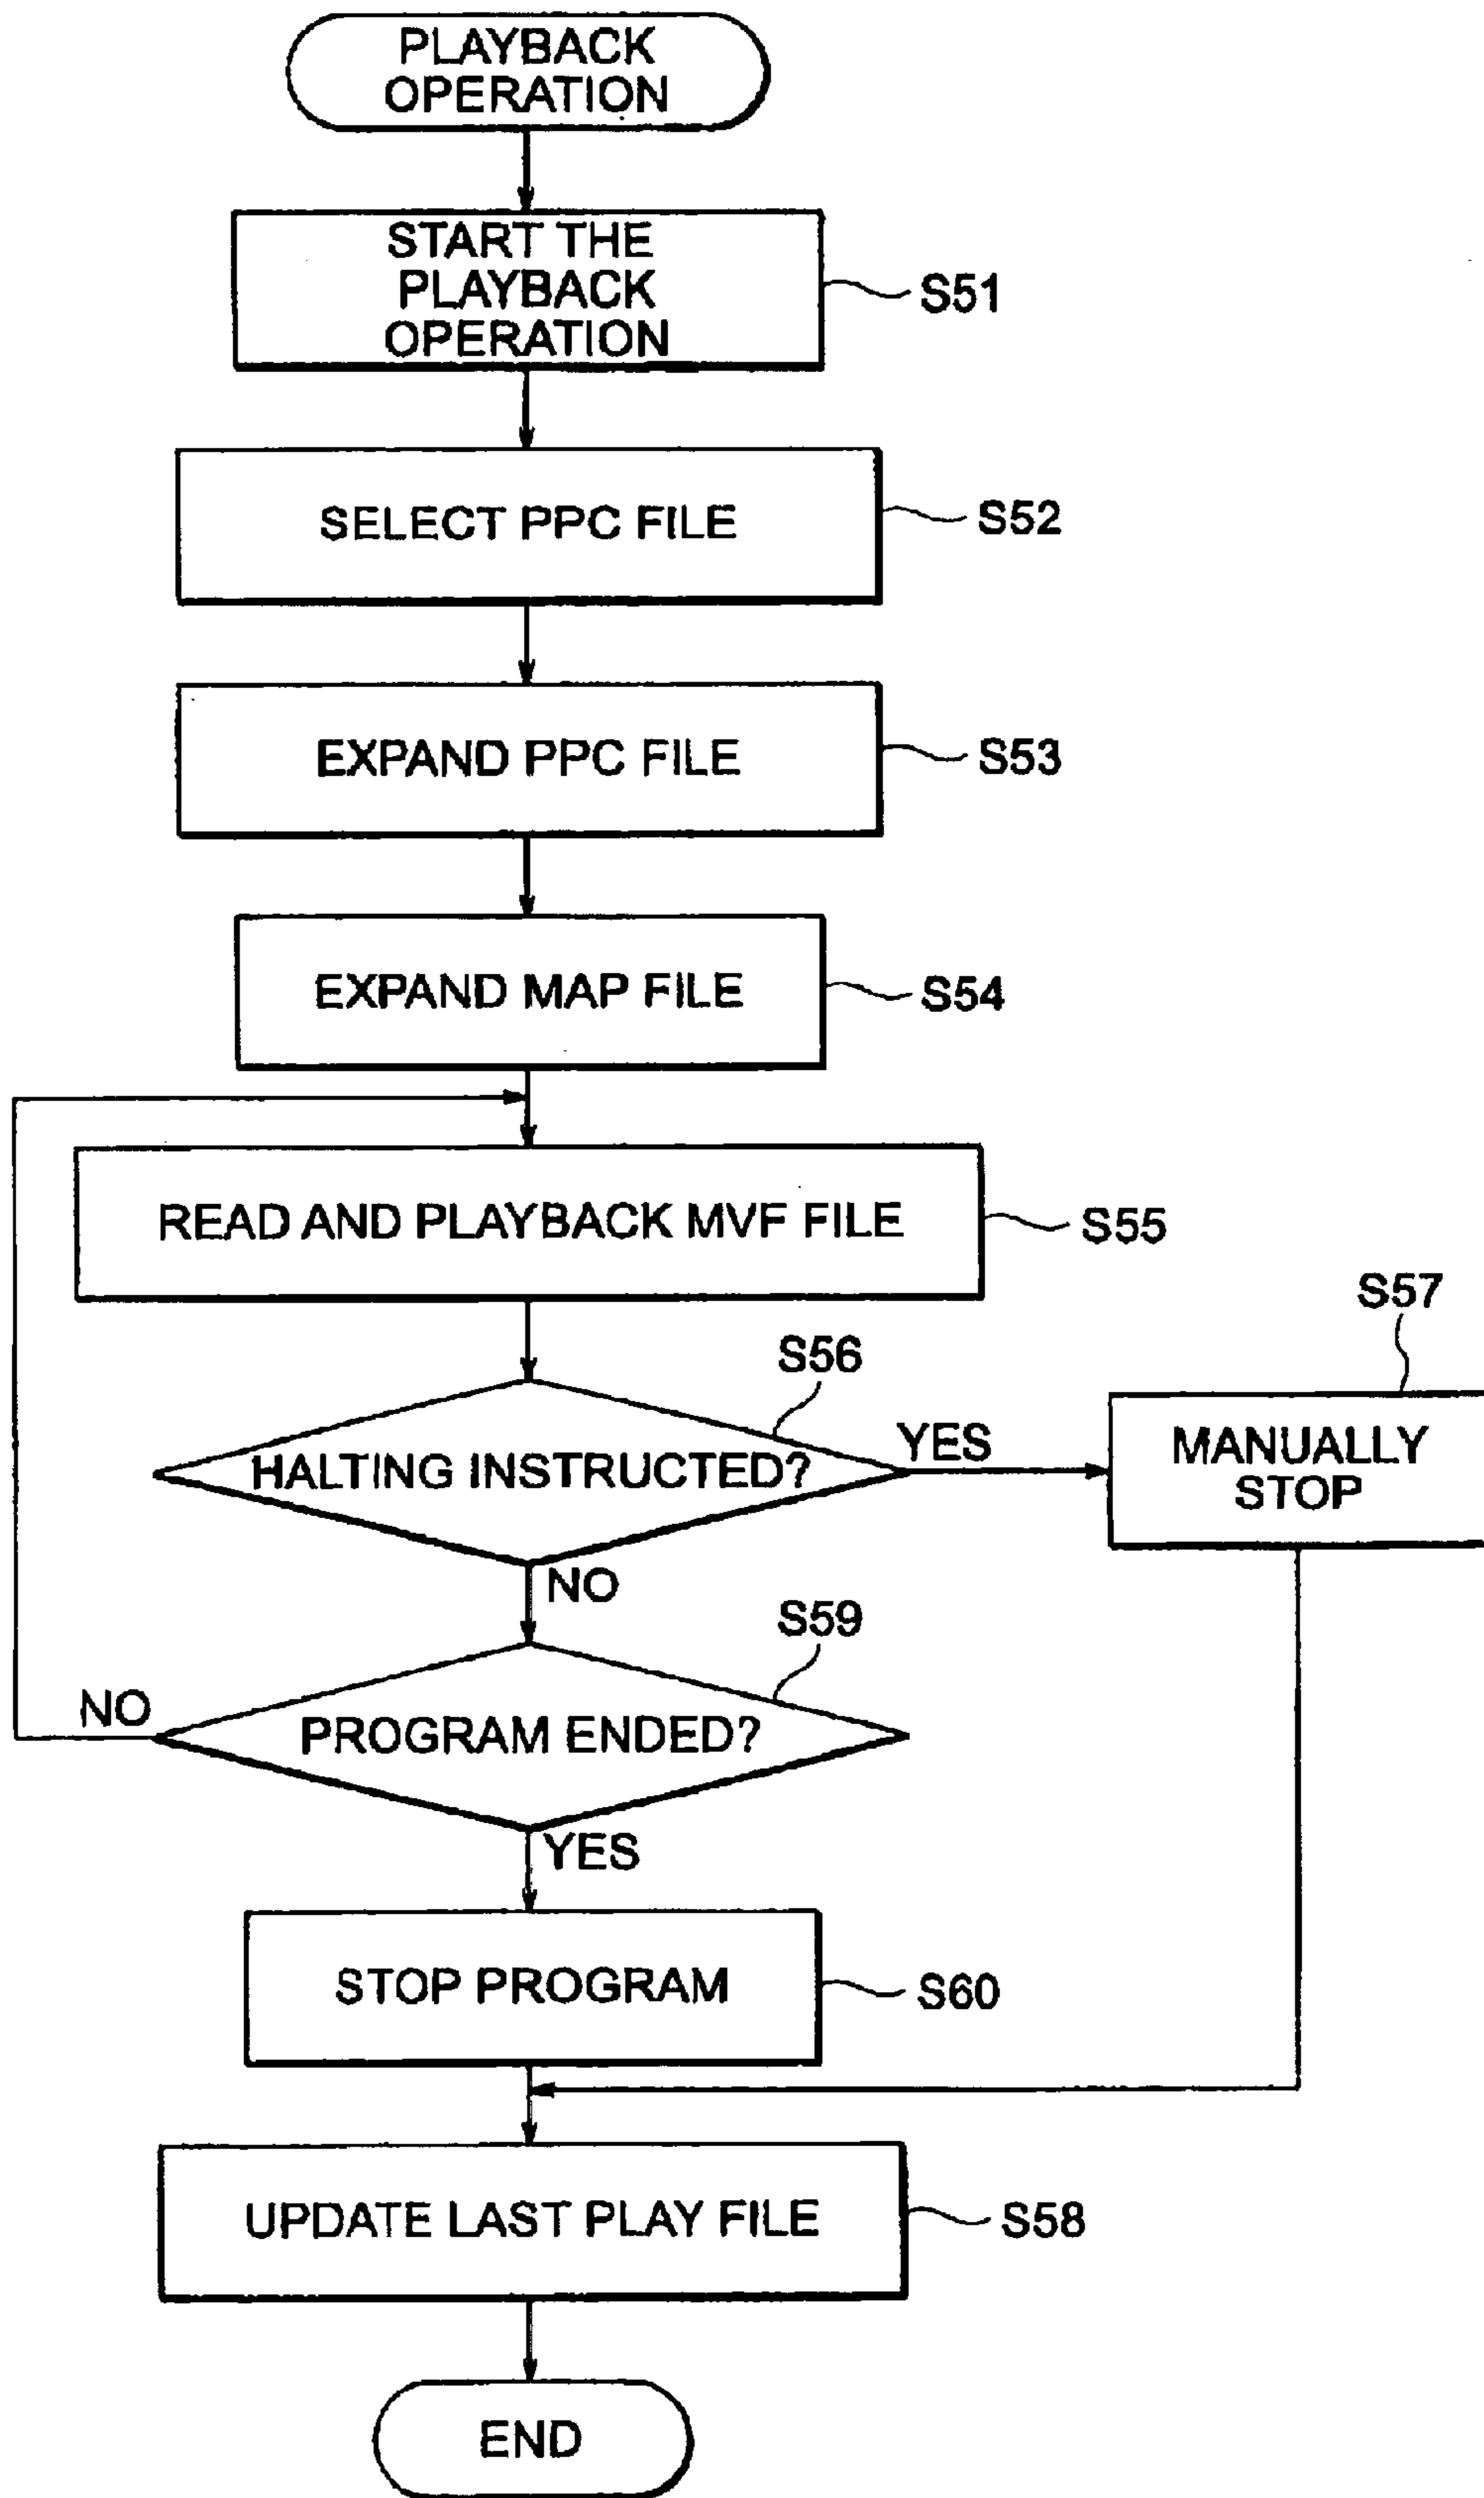 PLAYBACK
OPERATION
START THE
PLAYBACK
OPERATION
S51
SELECT PPC FILE
S52
EXPAND PPC FILE
S53
EXPAND MAP FILE
S54
READ AND PLAYBACK MVF FILE
S55
S57
S56
HALTING INSTRUCTED?
YES
MANUALLY
STOP
NO
S59
NO
PROGRAM ENDED?
YES
STOP PROGRAM
S60
UPDATE LAST PLAY FILE
S58
END